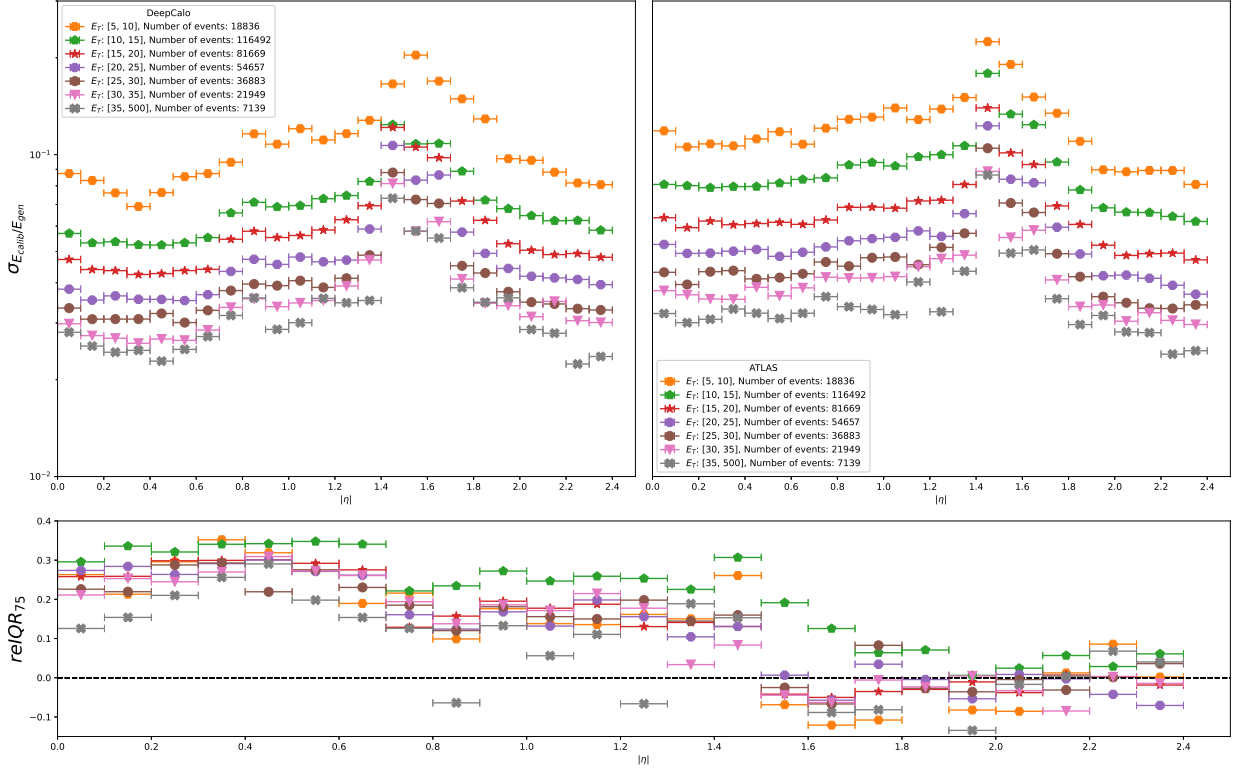 DeepCalo
E_T: [5, 10], Number of events: 18836
E_T: [10, 15], Number of events: 116492
E_T: [15, 20], Number of events: 81669
E_T: [20, 25], Number of events: 54657
E_T: [25, 30], Number of events: 36883
E_T: [30, 35], Number of events: 21949
E_T: [35, 500], Number of events: 7139
σ_{E_{calib}/E_{gen}}
10⁻¹
10⁻²
0.0 0.2 0.4 0.6 0.8 1.0 1.2 1.4 1.6 1.8 2.0 2.2 2.4
|η|
ATLAS
E_T: [5, 10], Number of events: 18836
E_T: [10, 15], Number of events: 116492
E_T: [15, 20], Number of events: 81669
E_T: [20, 25], Number of events: 54657
E_T: [25, 30], Number of events: 36883
E_T: [30, 35], Number of events: 21949
E_T: [35, 500], Number of events: 7139
0.0 0.2 0.4 0.6 0.8 1.0 1.2 1.4 1.6 1.8 2.0 2.2 2.4
|η|
relQR₇₅
0.4
0.3
0.2
0.1
0.0
−0.1
0.0 0.2 0.4 0.6 0.8 1.0 1.2 1.4 1.6 1.8 2.0 2.2 2.4
|η|